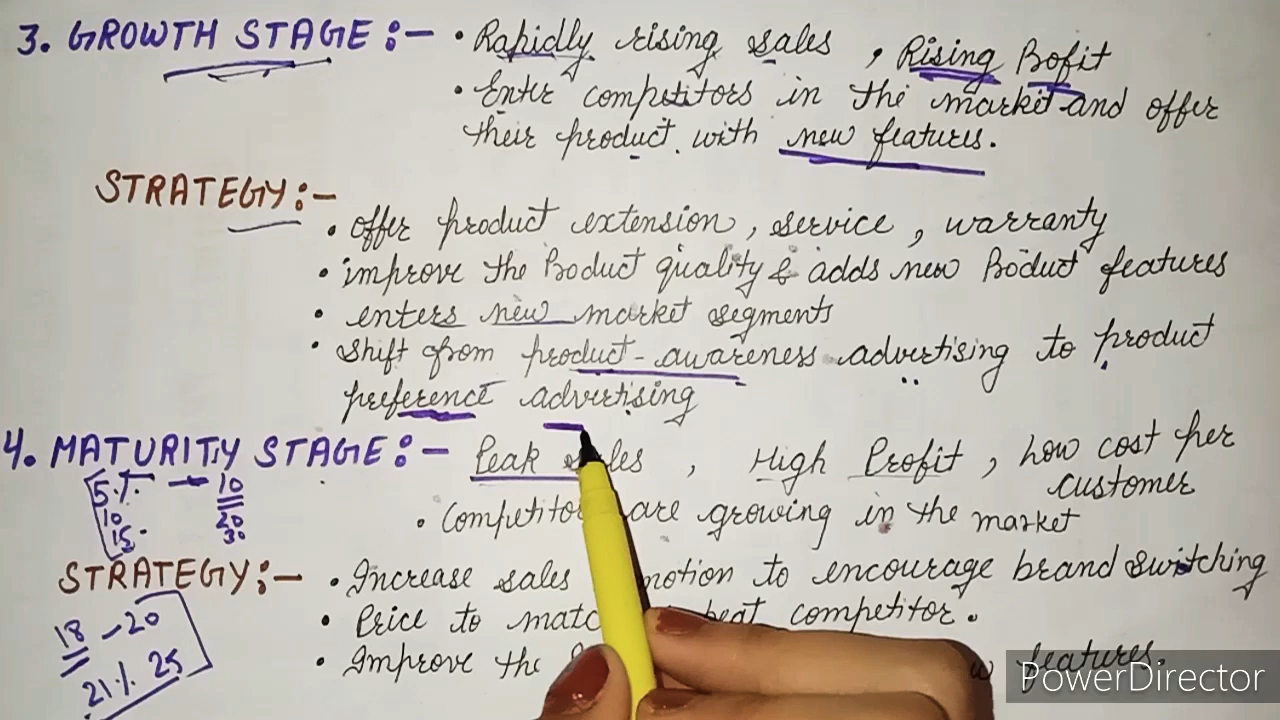 3. GROWTH STAGE :- • Rapidly rising sales , Rising Profit
• Enter competitors in the market and offer
their product with new features.
STRATEGY :-
• offer product extension, service, warranty
• improve the Product quality & adds new Product features
• enters new market segments
• shift from product-awareness advertising to product
preference advertising
4. MATURITY STAGE :- Peak sales , High Profit , low cost per
customer
5% — 10
10 20
15 30
• Competitor are growing in the market
STRATEGY :- • Increase sales to encourage brand switching
• Price to beat competitor.
• Improve the features.
18 - 20
21% 25
PowerDirector